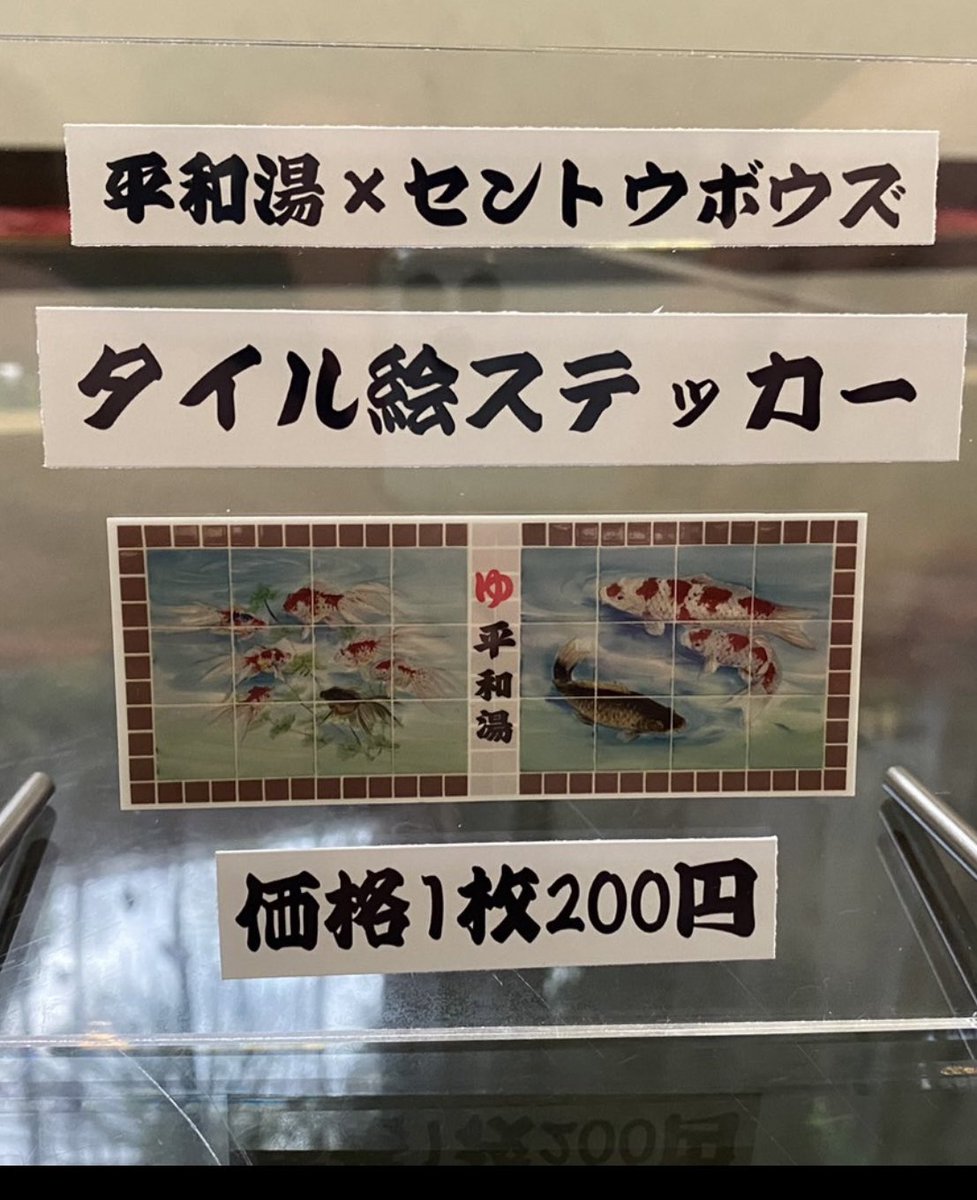 平和湯×セントウボウズ
タイル絵ステッカー
ゆ
平和湯
価格1枚200円